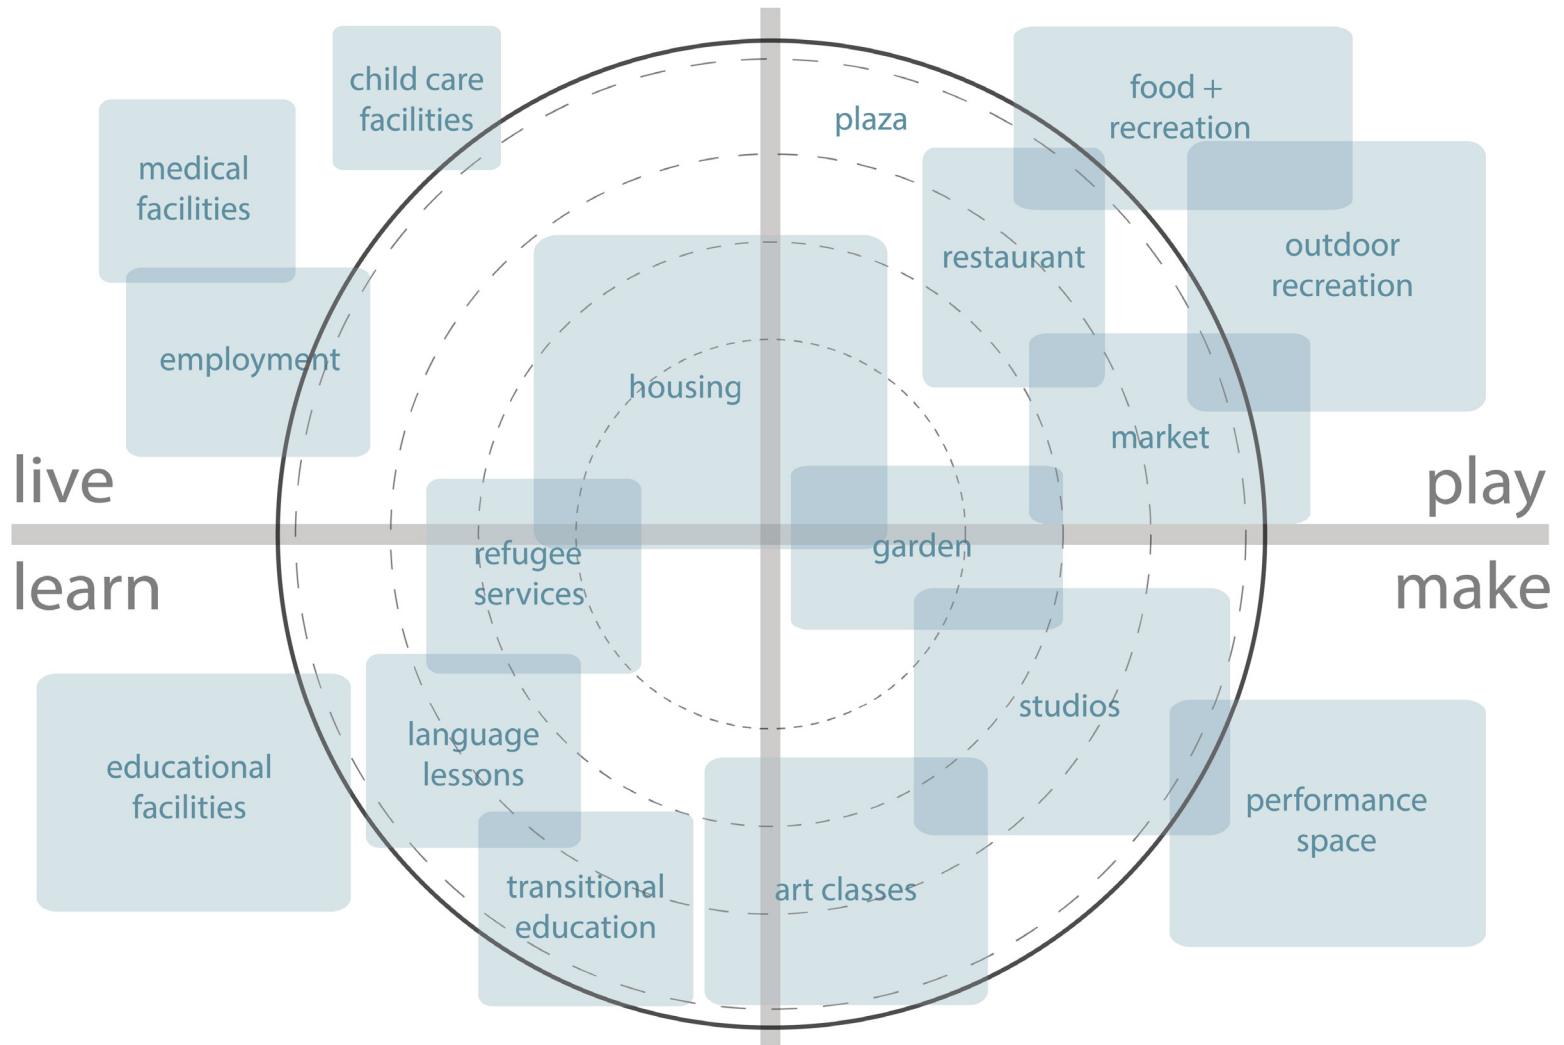 child care
facilities
medical
facilities
employment
housing
live
plaza
food +
recreation
restaurant
outdoor
recreation
market
play
learn
refugee
services
language
lessons
educational
facilities
transitional
education
make
garden
studios
art classes
performance
space